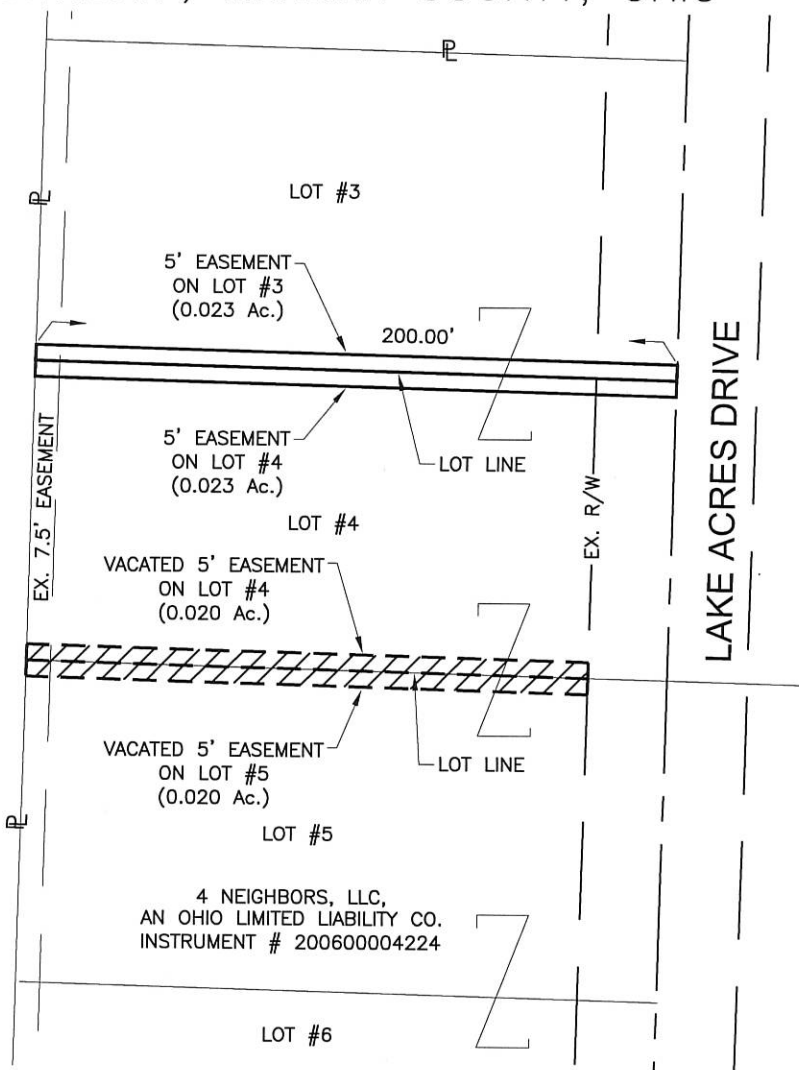 LOT #3
5' EASEMENT
ON LOT #3
(0.023 Ac.)
200.00'
5' EASEMENT
ON LOT #4
(0.023 Ac.)
LOT LINE
EX. 7.5' EASEMENT
LOT #4
EX. R/W
LAKE ACRES DRIVE
VACATED 5' EASEMENT
ON LOT #4
(0.020 Ac.)
VACATED 5' EASEMENT
ON LOT #5
(0.020 Ac.)
LOT LINE
LOT #5
4 NEIGHBORS, LLC,
AN OHIO LIMITED LIABILITY CO.
INSTRUMENT # 200600004224
LOT #6